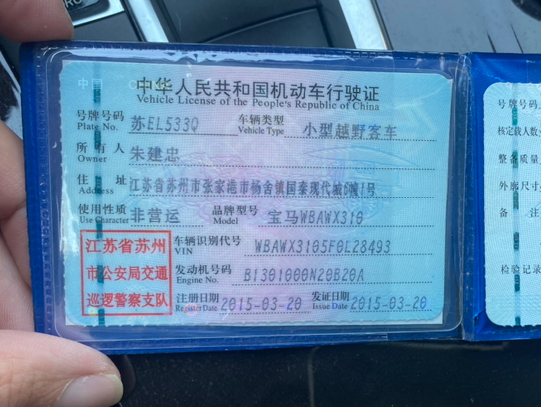 中华人民共和国机动车行驶证
Vehicle License of the People's Republic of China
号牌号码 苏EL533Q 车辆类型 小型越野客车
Plate No. Vehicle Type
所有人 朱建忠
Owner
住址 江苏省苏州市张家港市杨舍镇国泰现代城6幢1号
Address
使用性质 非营运 品牌型号 宝马WBAWX310
Use Character Model
江苏省苏州
市公安局交通
巡逻警察支队
车辆识别代号 WBAWX3105F0L28493
VIN
发动机号码 B1301000N20B20A
Engine No.
注册日期 2015-03-20 发证日期 2015-03-20
Register Date Issue Date
号牌号码
核定载人数
整备质量
外廓尺寸
备注
检验记录